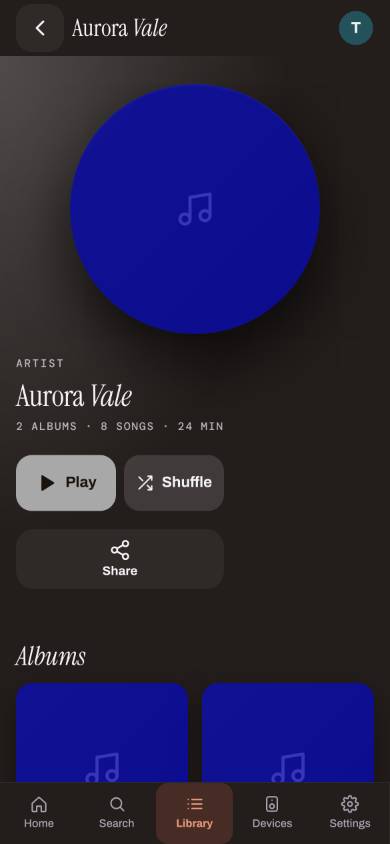 Aurora Vale
T
ARTIST
Aurora Vale
2 ALBUMS · 8 SONGS · 24 MIN
Play
Shuffle
Share
Albums
Home
Search
Library
Devices
Settings